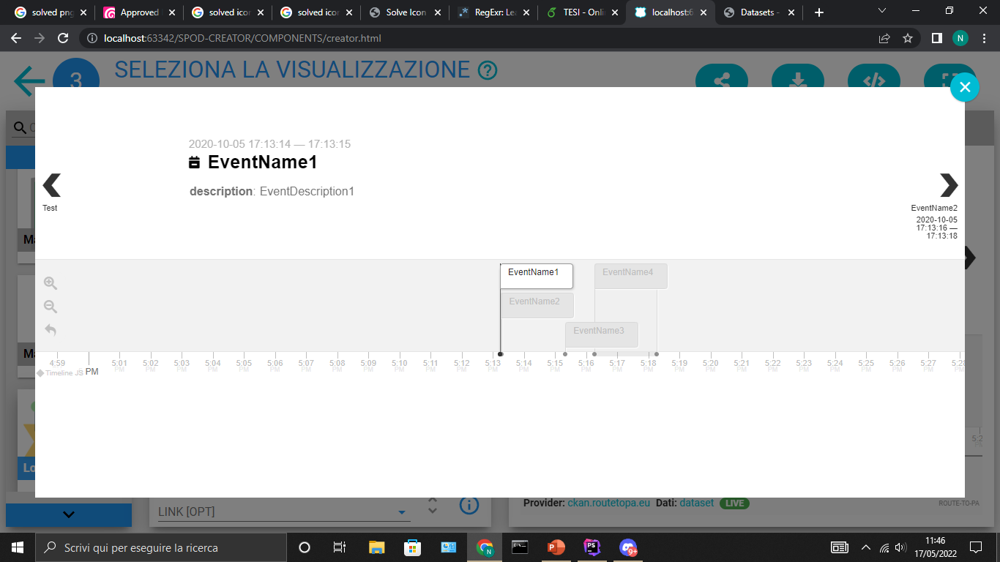 solved png
Approved
solved icon
solved icon
Solve Icon
RegExr: Lea
TESI - Onli
localhost:6
Datasets -
localhost:63342/SPOD-CREATOR/COMPONENTS/creator.html
N
3
SELEZIONA LA VISUALIZZAZIONE
2020-10-05 17:13:14 — 17:13:15
EventName1
description: EventDescription1
Test
EventName2
2020-10-05
17:13:16 —
17:13:18
Ma
EventName1
EventName4
EventName2
EventName3
Ma
4:59
5:01 PM
5:02 PM
5:03 PM
5:04 PM
5:05 PM
5:06 PM
5:07 PM
5:08 PM
5:09 PM
5:10 PM
5:11 PM
5:12 PM
5:13 PM
5:14 PM
5:15 PM
5:16 PM
5:17 PM
5:18 PM
5:19 PM
5:20 PM
5:21 PM
5:22 PM
5:23 PM
5:24 PM
5:25 PM
5:26 PM
5:27 PM
5:28 PM
Timeline JS
PM
5:2
Lo
LINK [OPT]
Provider: ckan.routetopa.eu Dati: dataset LIVE
ROUTE-TO-PA
Scrivi qui per eseguire la ricerca
PS
9+
11:46
17/05/2022